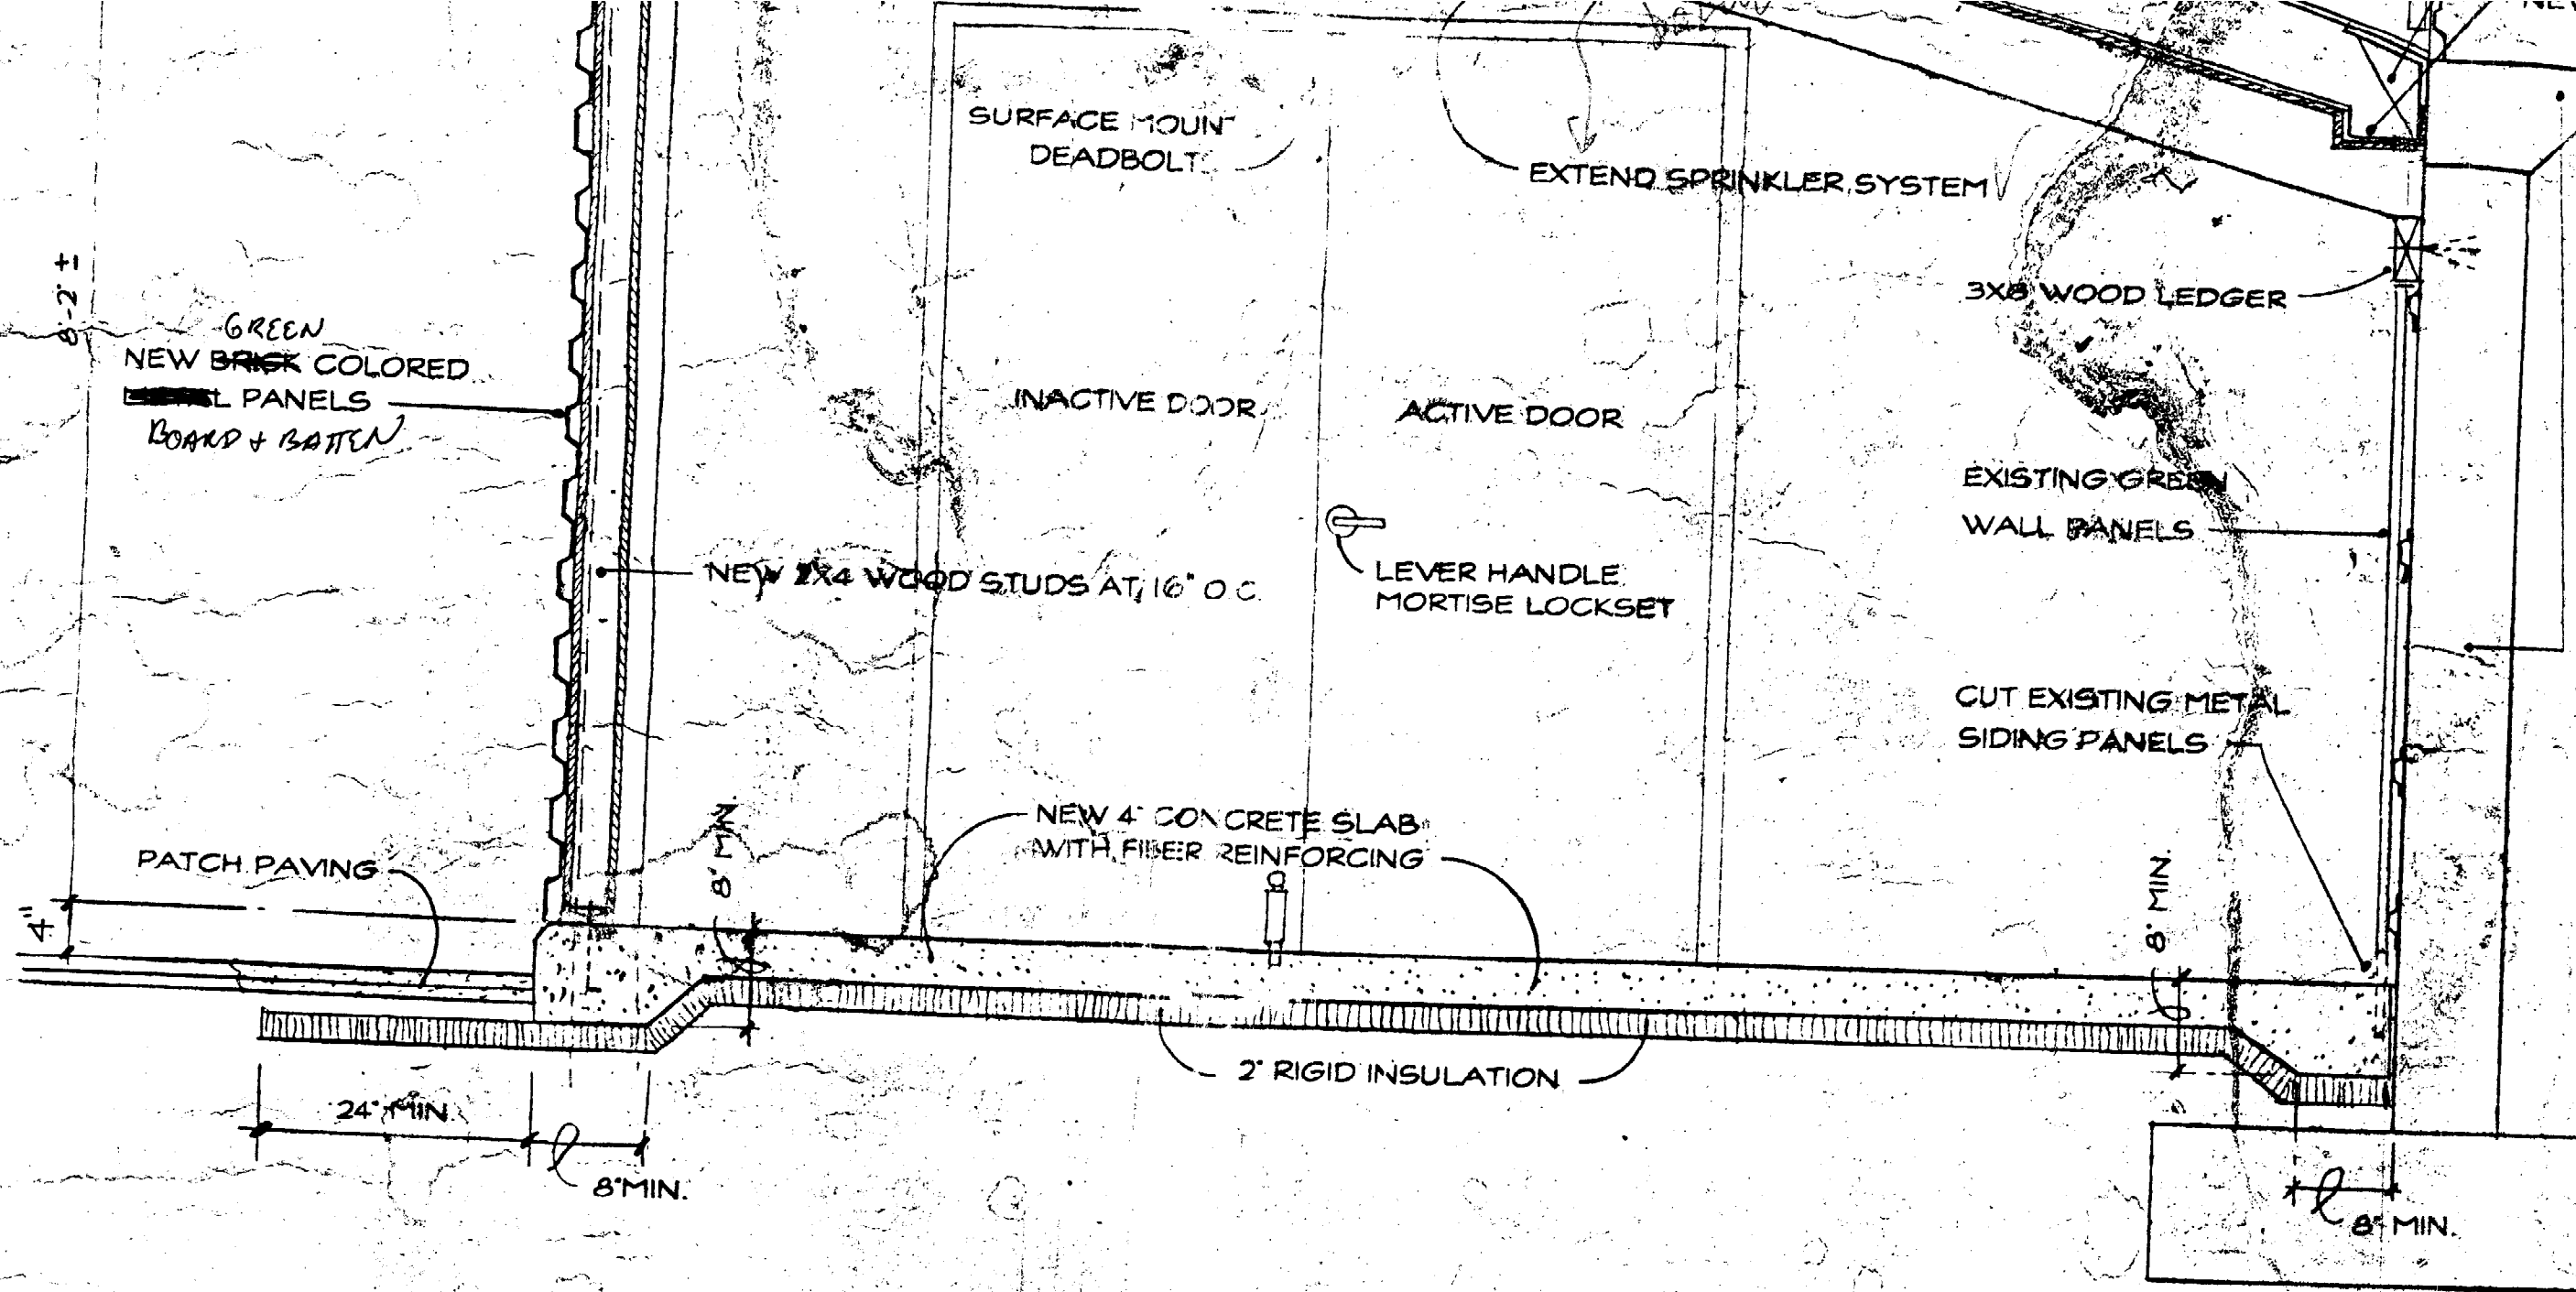 SURFACE MOUNT
DEADBOLT
EXTEND SPRINKLER SYSTEM
8'-2" ±
3X8 WOOD LEDGER
GREEN
NEW BRICK COLORED
PANELS
BOARD + BATTEN
INACTIVE DOOR
ACTIVE DOOR
EXISTING GREEN
WALL PANELS
NEW 2X4 WOOD STUDS AT 16" O.C.
LEVER HANDLE
MORTISE LOCKSET
CUT EXISTING METAL
SIDING PANELS
NEW 4" CONCRETE SLAB
WITH FIBER REINFORCING
PATCH PAVING
8" MIN.
8" MIN.
4"
2" RIGID INSULATION
24" MIN.
8" MIN.
8" MIN.